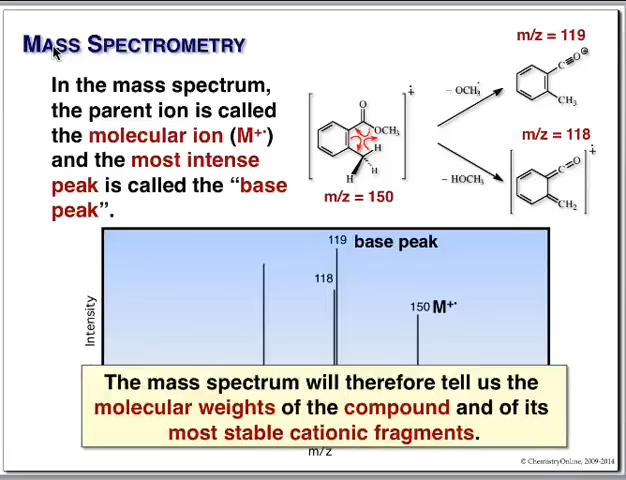 MASS SPECTROMETRY
In the mass spectrum,
the parent ion is called
the molecular ion (M+·)
and the most intense
peak is called the “base
peak”.
m/z = 119
C≡O⊕
CH3
– OCH3·
O
OCH3
H
H
H
+·
m/z = 150
– HOCH3
m/z = 118
C=O
CH2
+·
119 base peak
118
150 M+·
Intensity
The mass spectrum will therefore tell us the
molecular weights of the compound and of its
most stable cationic fragments.
m/z
© ChemistryOnline, 2009-2014